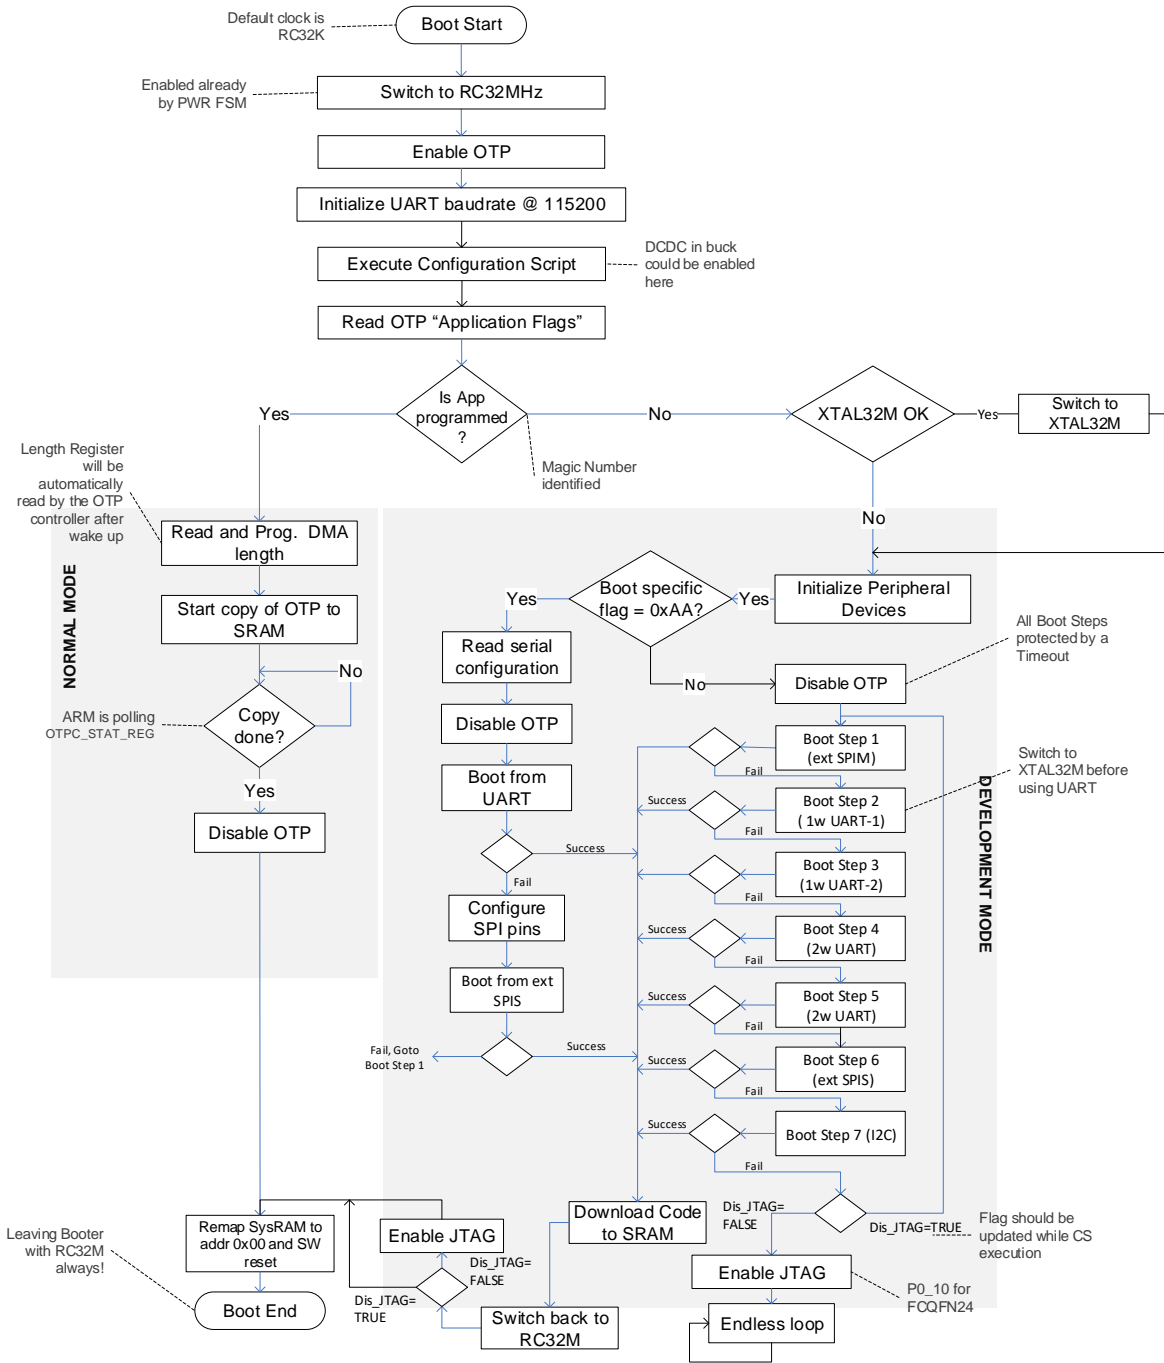 Default clock is
RC32K
Boot Start
Enabled already
by PWR FSM
Switch to RC32MHz
Enable OTP
Initialize UART baudrate @ 115200
Execute Configuration Script
DCDC in buck
could be enabled
here
Read OTP “Application Flags”
Is App
programmed
?
Yes
No
XTAL32M OK
Yes
Switch to
XTAL32M
Magic Number
identified
No
Length Register
will be
automatically
read by the OTP
controller after
wake up
NORMAL MODE
Read and Prog. DMA
length
Start copy of OTP to
SRAM
No
Copy
done?
ARM is polling
OTPC_STAT_REG
Yes
Disable OTP
Initialize Peripheral
Devices
Yes
Boot specific
flag = 0xAA?
Yes
No
Read serial
configuration
Disable OTP
Boot from
UART
Success
Fail
Configure
SPI pins
Boot from ext
SPIS
Success
Fail, Goto
Boot Step 1
DEVELOPMENT MODE
Disable OTP
All Boot Steps
protected by a
Timeout
Boot Step 1
(ext SPIM)
Fail
Switch to
XTAL32M before
using UART
Boot Step 2
( 1w UART-1)
Success
Fail
Boot Step 3
(1w UART-2)
Fail
Boot Step 4
(2w UART)
Success
Fail
Boot Step 5
(2w UART)
Success
Fail
Boot Step 6
(ext SPIS)
Success
Fail
Boot Step 7 (I2C)
Success
Fail
Dis_JTAG=
FALSE
Dis_JTAG=TRUE
Flag should be
updated while CS
execution
Enable JTAG
P0_10 for
FCQFN24
Endless loop
Download Code
to SRAM
Switch back to
RC32M
Dis_JTAG=
FALSE
Dis_JTAG=
TRUE
Enable JTAG
Remap SysRAM to
addr 0x00 and SW
reset
Leaving Booter
with RC32M
always!
Boot End